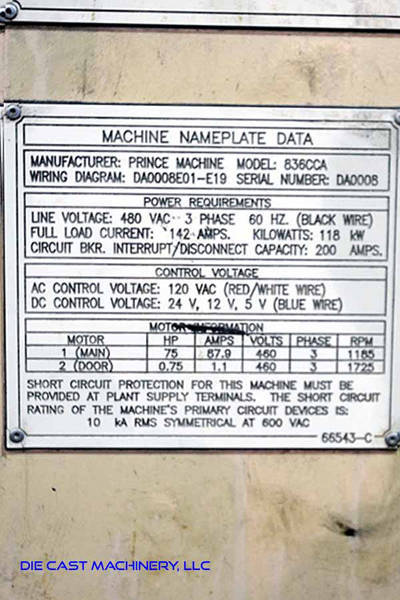 MACHINE NAMEPLATE DATA
MANUFACTURER: PRINCE MACHINE MODEL: 836CCA
WIRING DIAGRAM: DA0008E01-E19 SERIAL NUMBER: DA0008
POWER REQUIREMENTS
LINE VOLTAGE: 480 VAC 3 PHASE 60 HZ. (BLACK WIRE)
FULL LOAD CURRENT: 142 AMPS. KILOWATTS: 118 kW
CIRCUIT BKR. INTERRUPT/DISCONNECT CAPACITY: 200 AMPS.
CONTROL VOLTAGE
AC CONTROL VOLTAGE: 120 VAC (RED/WHITE WIRE)
DC CONTROL VOLTAGE: 24 V, 12 V, 5 V (BLUE WIRE)
MOTOR INFORMATION
MOTOR HP AMPS VOLTS PHASE RPM
1 (MAIN) 75 87.9 460 3 1185
2 (DOOR) 0.75 1.1 460 3 1725
SHORT CIRCUIT PROTECTION FOR THIS MACHINE MUST BE
PROVIDED AT PLANT SUPPLY TERMINALS. THE SHORT CIRCUIT
RATING OF THE MACHINE'S PRIMARY CIRCUIT DEVICES IS:
10 kA RMS SYMMETRICAL AT 600 VAC
66543-C
DIE CAST MACHINERY, LLC